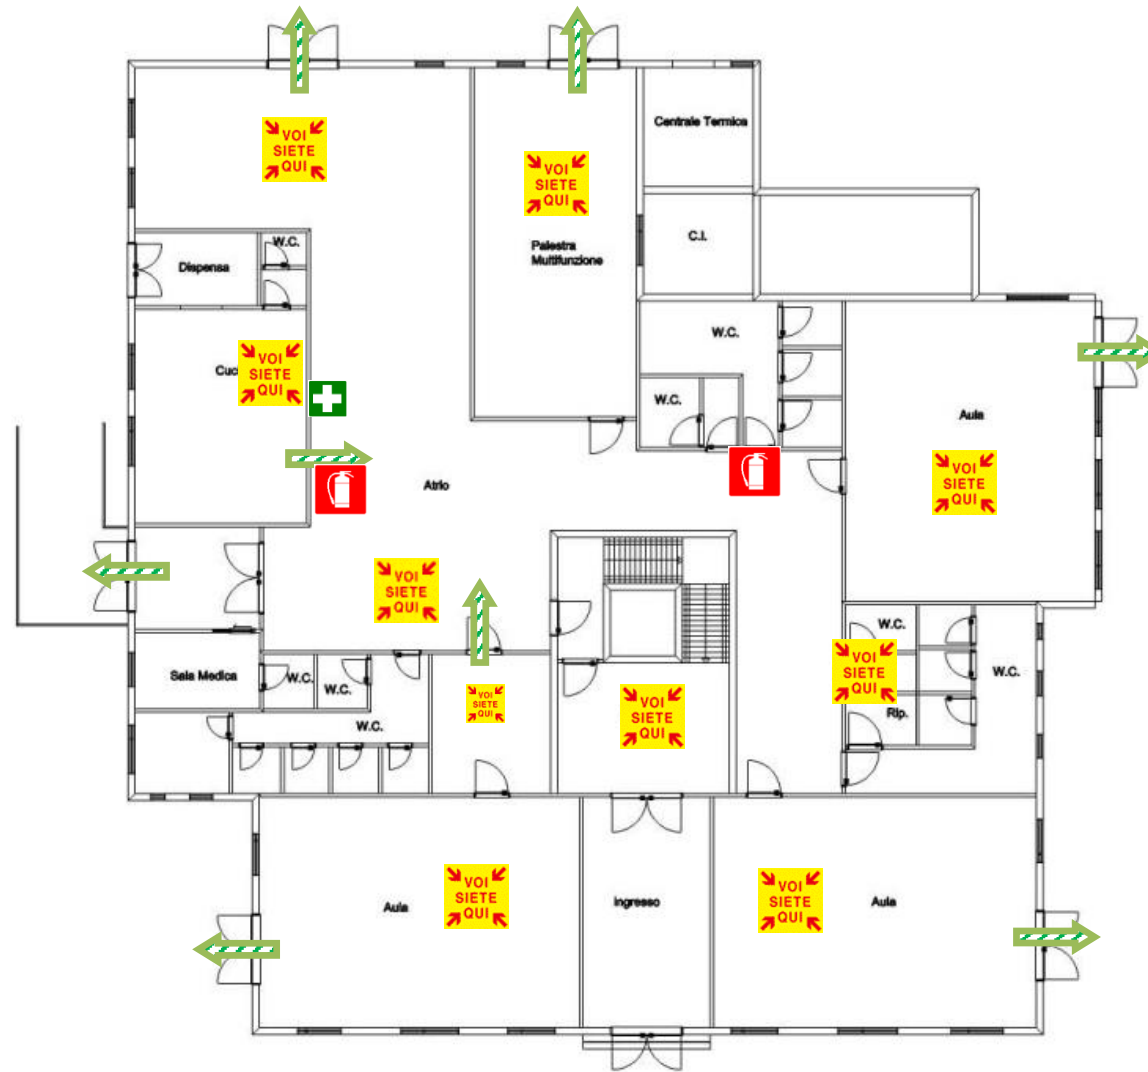 VOI
SIETE
QUI
Centrale Termica
VOI
SIETE
QUI
C.I.
W.C.
Palestra
Multifunzione
Dispensa
W.C.
VOI
SIETE
QUI
W.C.
Aula
VOI
SIETE
QUI
Atrio
VOI
SIETE
QUI
W.C.
VOI
SIETE
QUI
W.C.
Sala Medica
W.C.
W.C.
VOI
SIETE
QUI
VOI
SIETE
QUI
Rip.
W.C.
VOI
SIETE
QUI
Aula
Ingresso
VOI
SIETE
QUI
Aula